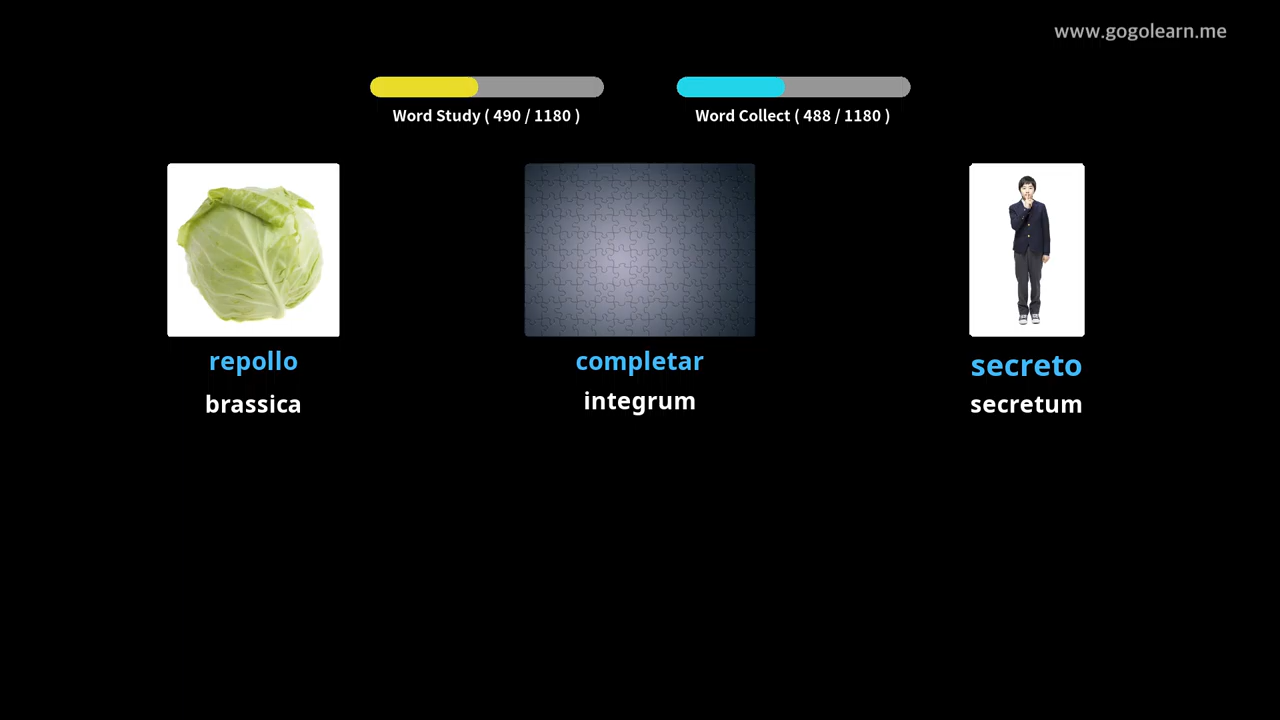 www.gogolearn.me
Word Study ( 490 / 1180 )
Word Collect ( 488 / 1180 )
repollo
brassica
completar
integrum
secreto
secretum